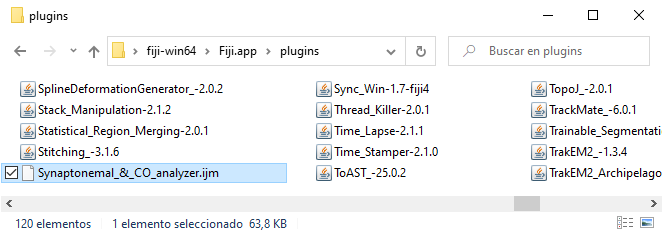 plugins
fiji-win64 > Fiji.app > plugins
Buscar en plugins
SplineDeformationGenerator_-2.0.2
Stack_Manipulation-2.1.2
Statistical_Region_Merging-2.0.1
Stitching_-3.1.6
Synaptonemal_&_CO_analyzer.ijm
Sync_Win-1.7-fiji4
Thread_Killer-2.0.1
Time_Lapse-2.1.1
Time_Stamper-2.1.0
ToAST_-25.0.2
TopoJ_-2.0.1
TrackMate_-6.0.1
Trainable_Segmentati
TrakEM2_-1.3.4
TrakEM2_Archipelago
120 elementos
1 elemento seleccionado 63,8 KB